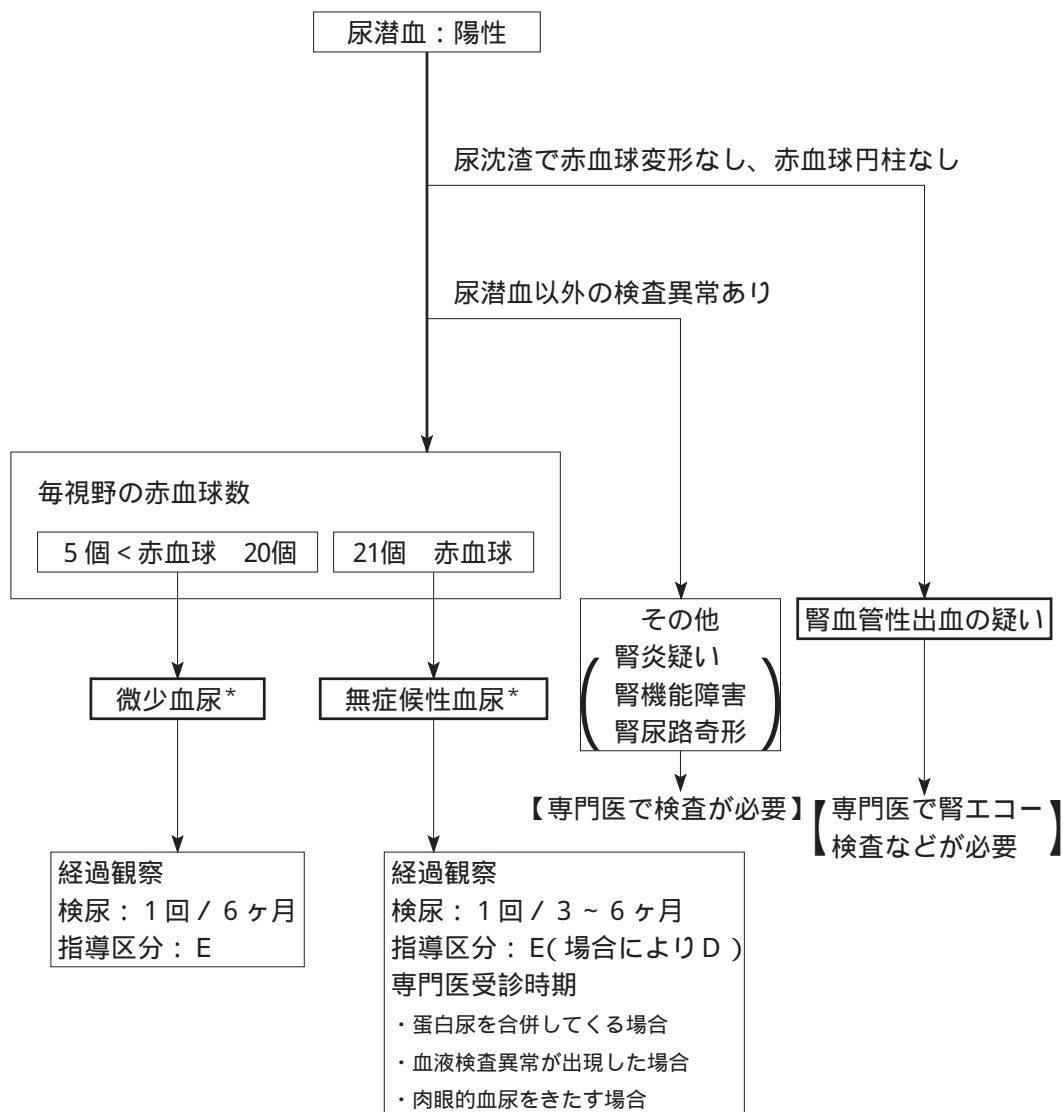 尿潜血：陽性
尿沈渣で赤血球変形なし、赤血球円柱なし
尿潜血以外の検査異常あり
毎視野の赤血球数
5個<赤血球　20個
21個　赤血球
その他
腎炎疑い
腎機能障害
腎尿路奇形
腎血管性出血の疑い
微少血尿*
無症候性血尿*
【専門医で検査が必要】
【専門医で腎エコー
検査などが必要】
経過観察
検尿：1回/6ヶ月
指導区分：E
経過観察
検尿：1回/3～6ヶ月
指導区分：E(場合によりD)
専門医受診時期
・蛋白尿を合併してくる場合
・血液検査異常が出現した場合
・肉眼的血尿をきたす場合